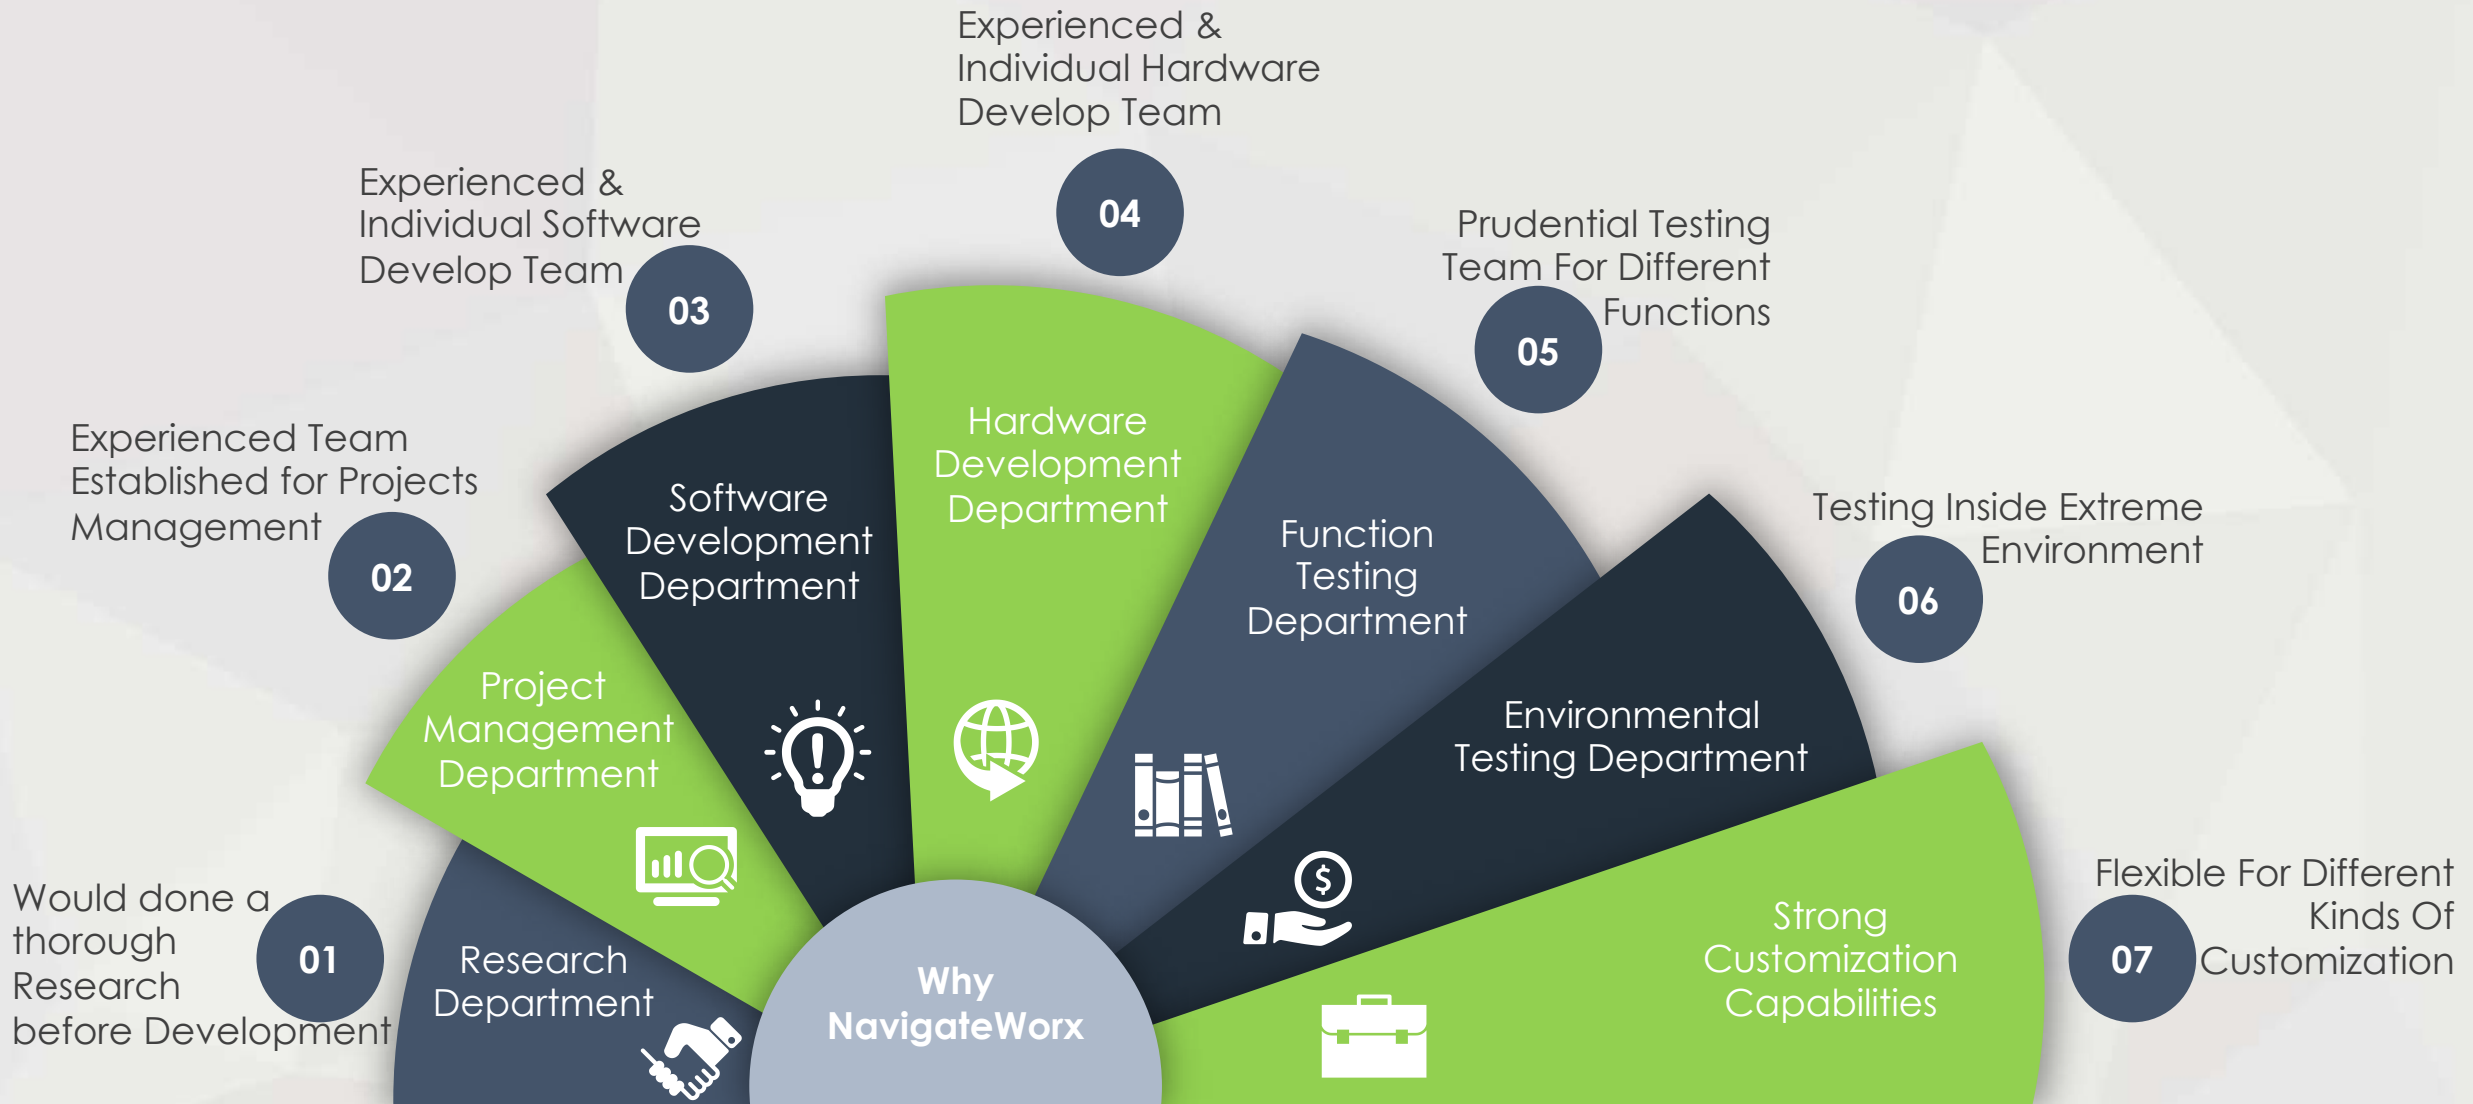 Experienced &
Individual Hardware
Develop Team
04
Experienced &
Individual Software
Develop Team
03
Prudential Testing
Team For Different
Functions
05
Experienced Team
Established for Projects
Management
02
Testing Inside Extreme
Environment
06
Would done a
thorough
Research
before Development
01
Flexible For Different
Kinds Of
Customization
07
Research
Department
Project
Management
Department
Software
Development
Department
Hardware
Development
Department
Function
Testing
Department
Environmental
Testing Department
Strong
Customization
Capabilities
$
Why
NavigateWorx